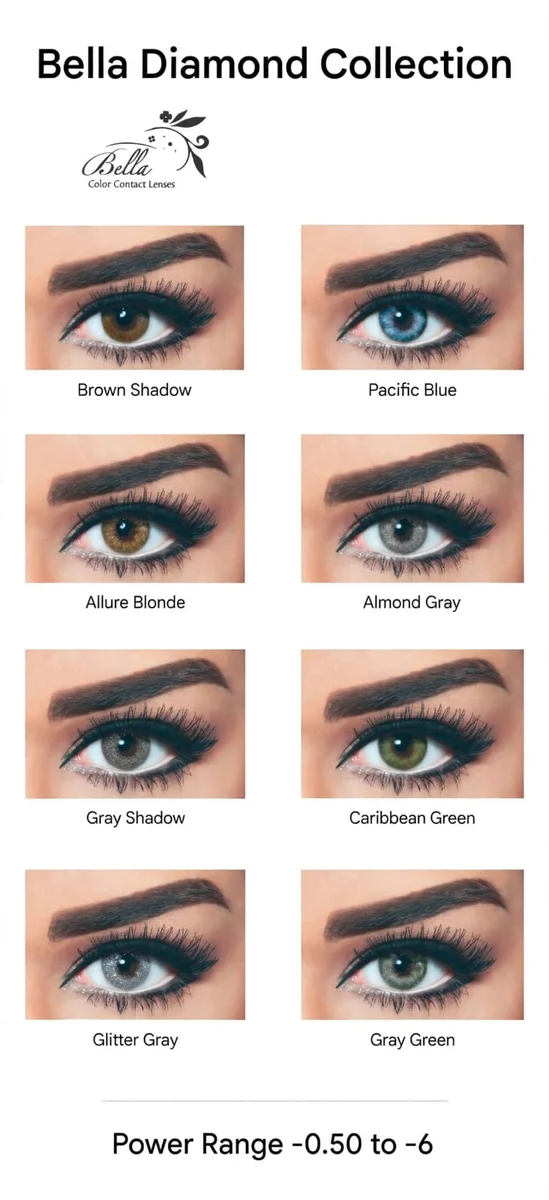 Bella Diamond Collection
Bella
Color Contact Lenses
Brown Shadow
Pacific Blue
Allure Blonde
Almond Gray
Gray Shadow
Caribbean Green
Glitter Gray
Gray Green
Power Range -0.50 to -6